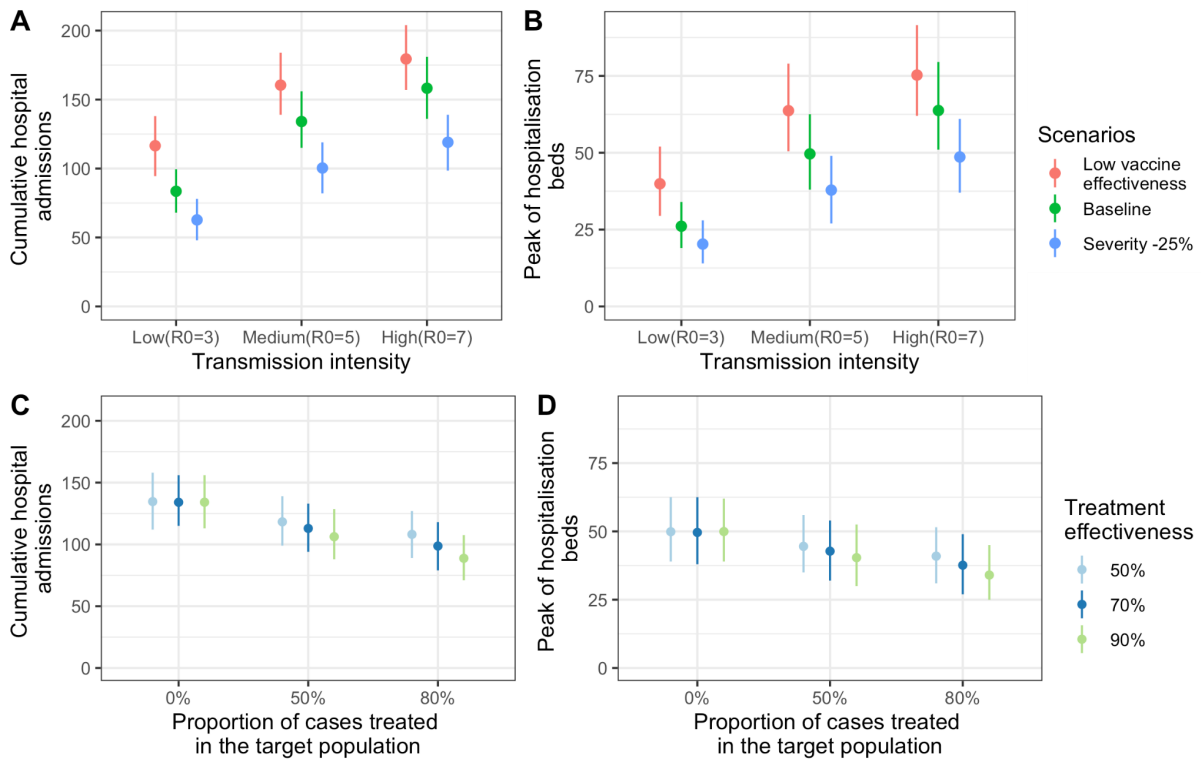 A
Cumulative hospital
admissions
200
150
100
50
0
Low(R0=3) Medium(R0=5) High(R0=7)
Transmission intensity
B
Peak of hospitalisation
beds
75
50
25
0
Low(R0=3) Medium(R0=5) High(R0=7)
Transmission intensity
Scenarios
Low vaccine
effectiveness
Baseline
Severity -25%
C
Cumulative hospital
admissions
200
150
100
50
0
0% 50% 80%
Proportion of cases treated
in the target population
D
Peak of hospitalisation
beds
75
50
25
0
0% 50% 80%
Proportion of cases treated
in the target population
Treatment
effectiveness
50%
70%
90%